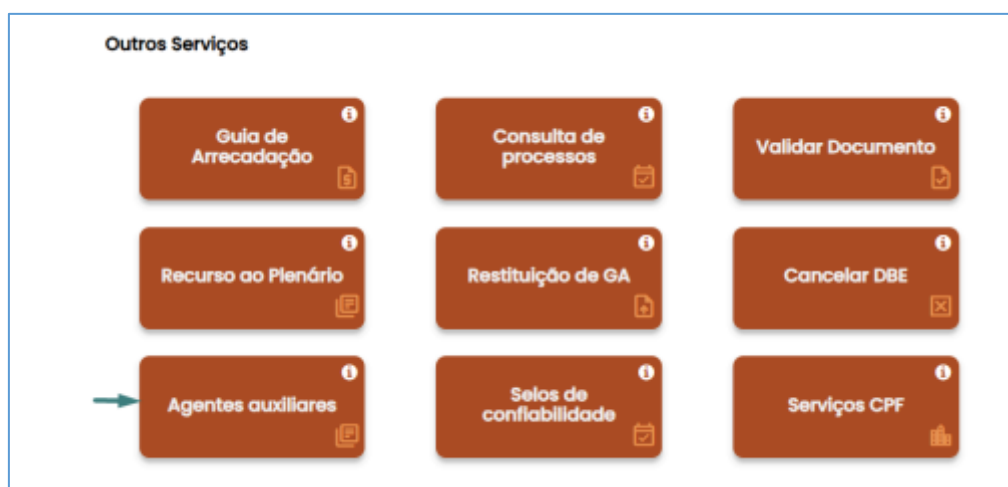 Outros Serviços
Guia de
Arrecadação
Consulta de
processos
Validar Documento
Recurso ao Plenário
Restituição de GA
Cancelar DBE
Agentes auxiliares
Selos de
confiabilidade
Serviços CPF